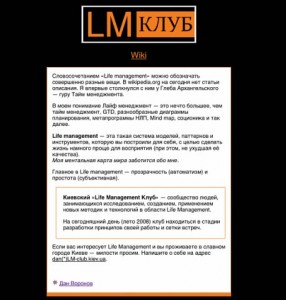 LM КЛУБ
Wiki
Словосочетанием «Life management» можно обозначать
совершенно разные вещи. В wikipedia.org на сегодня нет статьи
описания. Я впервые столкнулся с ним у Глеба Архангельского
— гуру Тайм менеджмента.
В моем понимание Лайф менеджмент — это нечто большее, чем
тайм менеджмент, GTD, разнообразные диаграммы
планирования, метапрограммы НЛП, Mind map, соционика и так
далее.
Life management — эта такая система моделей, паттернов и
инструментов, которую вы построили для себя, с целью сделать
жизнь намного проще для восприятия (при этом, не ухудшая её
качества).
Моя ментальная карта мира заботится обо мне.
Главное в Life management — прозрачность (автоматизм) и
простота (субъективная).
Киевский «Life Management Клуб» — сообщество людей,
занимающихся исследованием, созданием, применением
новых методик и технологий в области Life Management.
На сегодняшний день (лето 2008) клуб находиться в стадии
разработки принципов своей работы и сетки встреч.
Если вас интересует Life Management и вы проживаете в славном
городе Киеве — милости просим. Напишите о себе на адрес
dan(*)LM-club.kiev.ua.
Дан Воронов